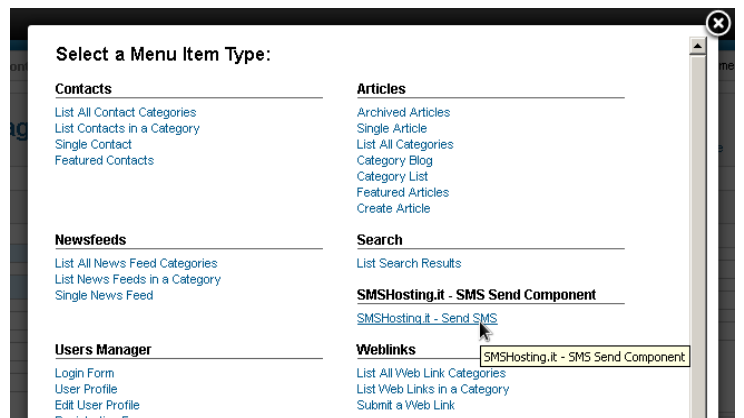 Select a Menu Item Type:
Contacts
List All Contact Categories
List Contacts in a Category
Single Contact
Featured Contacts
Articles
Archived Articles
Single Article
List All Categories
Category Blog
Category List
Featured Articles
Create Article
Newsfeeds
List All News Feed Categories
List News Feeds in a Category
Single News Feed
Search
List Search Results
SMSHosting.it - SMS Send Component
SMSHosting.it - Send SMS
SMSHosting.it - SMS Send Component
Users Manager
Login Form
User Profile
Edit User Profile
Weblinks
List All Web Link Categories
List Web Links in a Category
Submit a Web Link